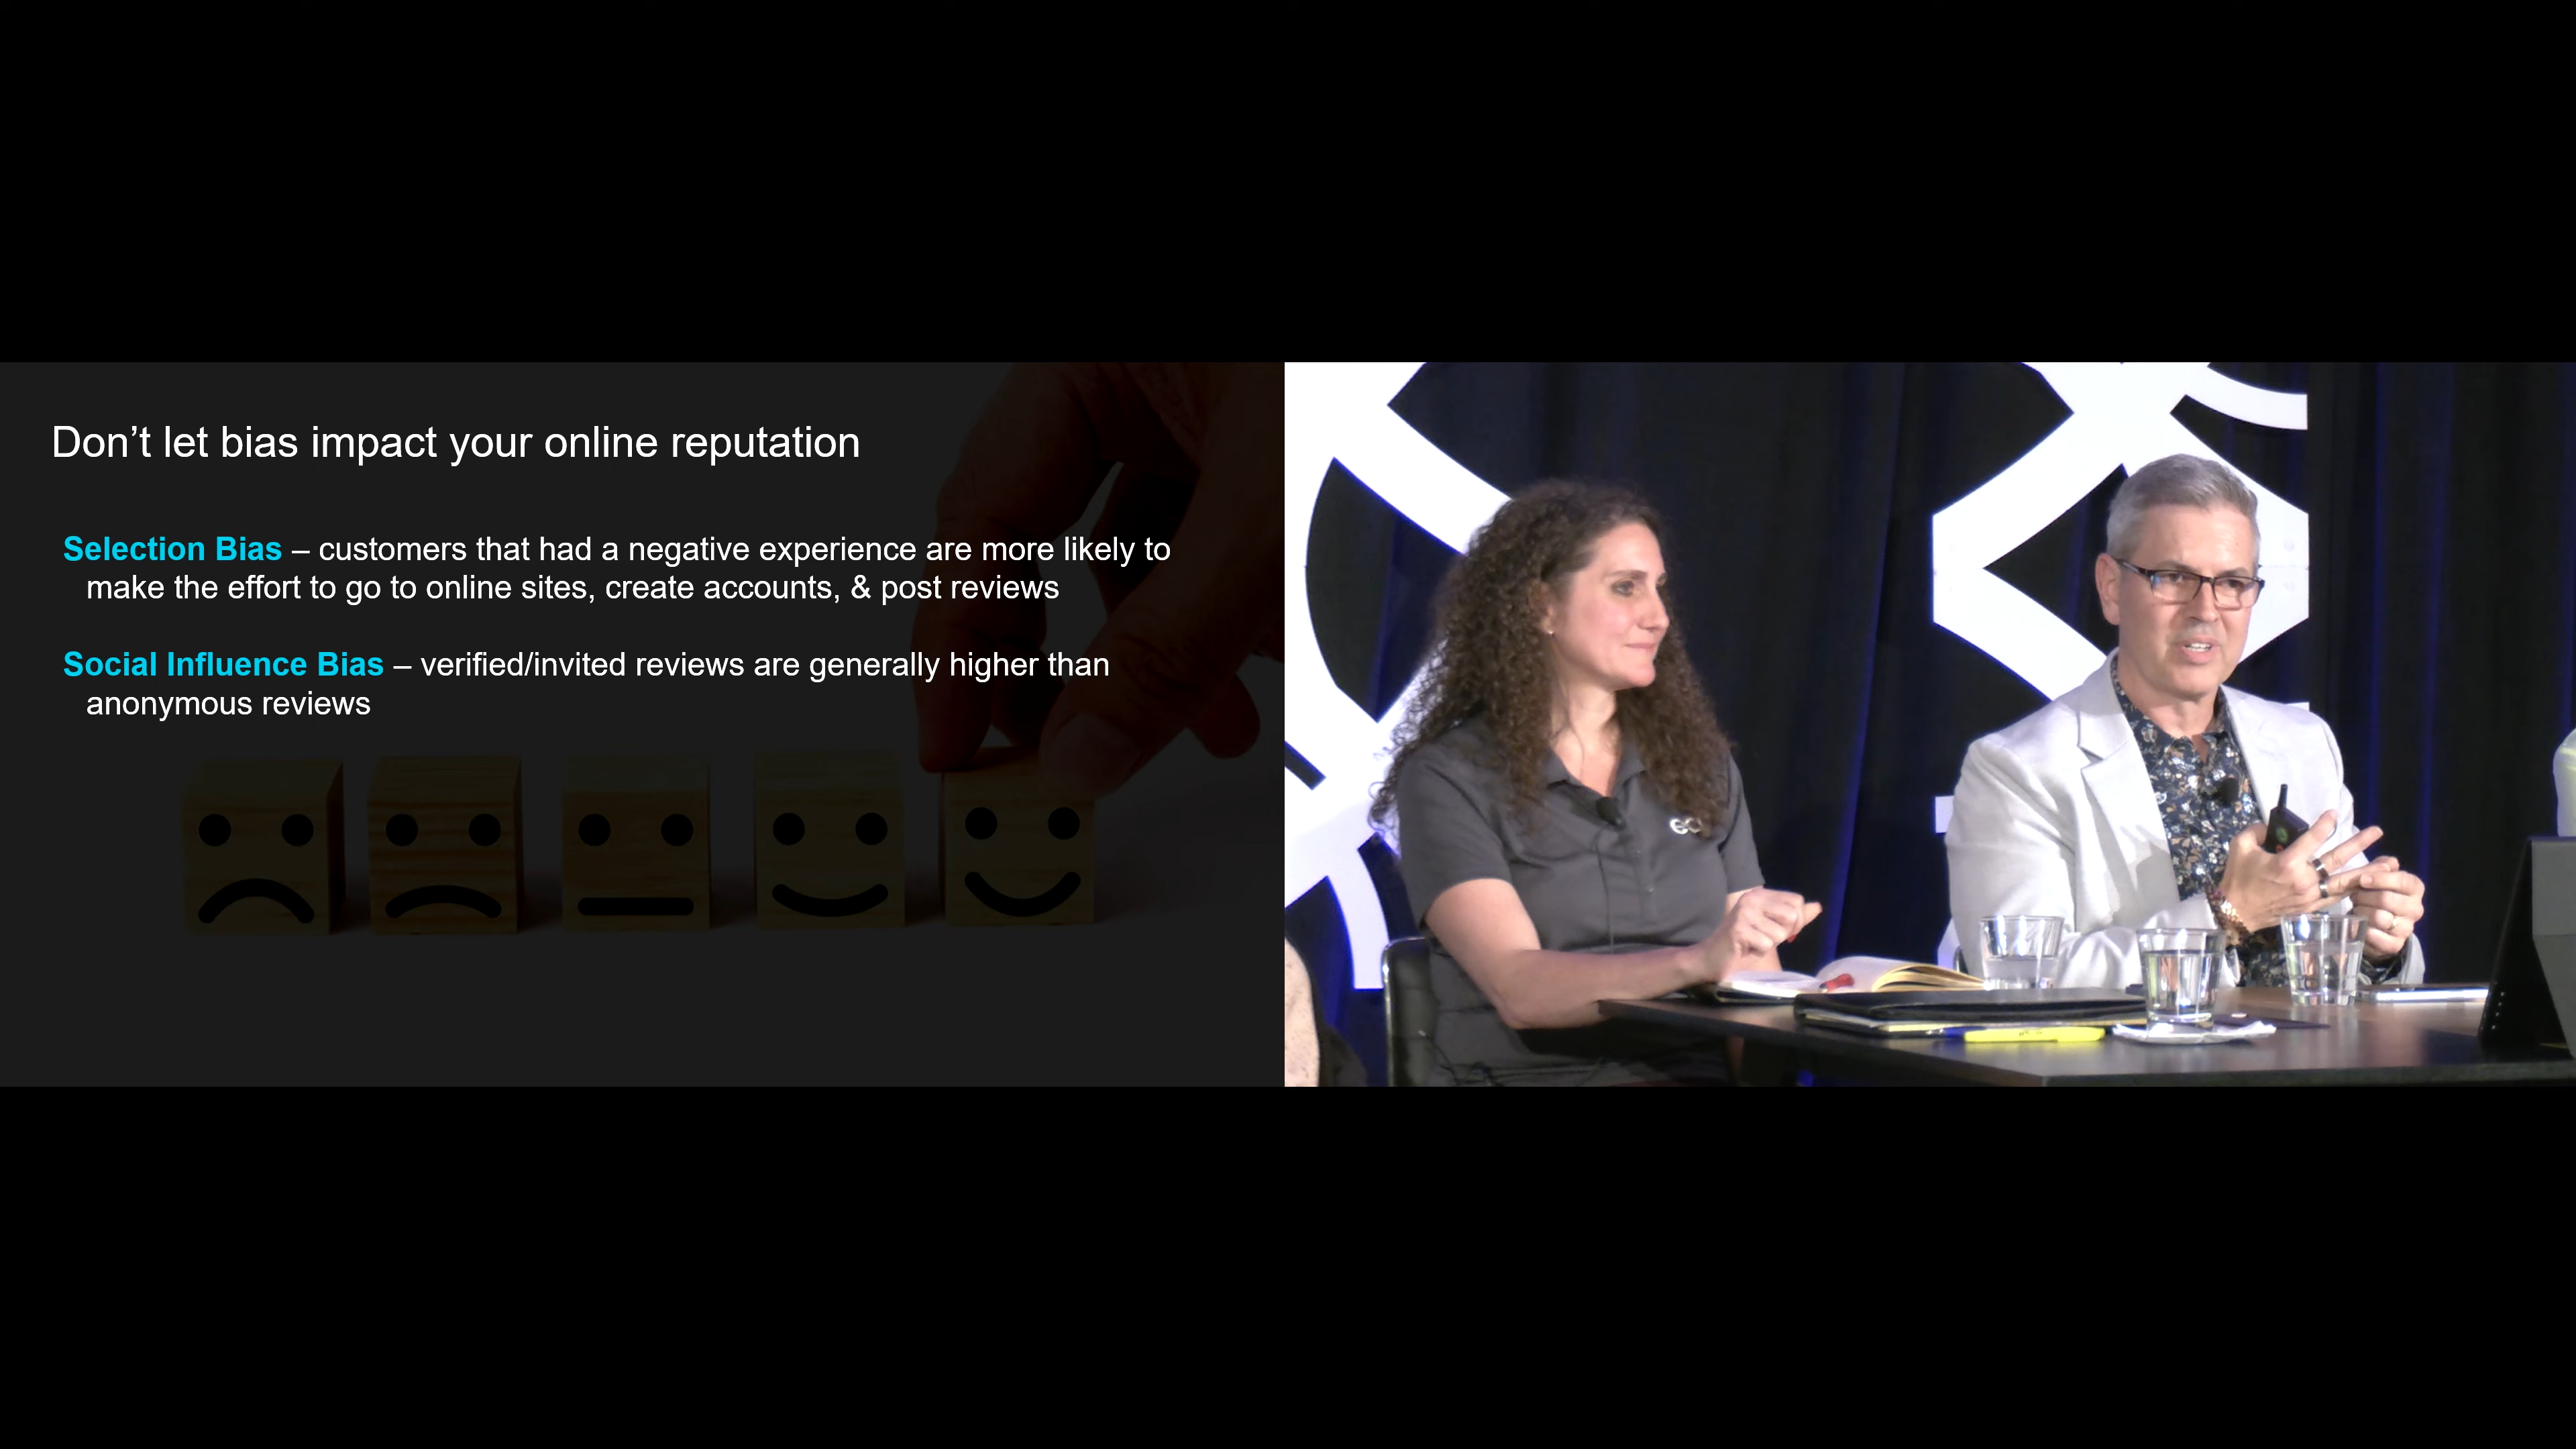 Don’t let bias impact your online reputation
Selection Bias – customers that had a negative experience are more likely to
make the effort to go to online sites, create accounts, & post reviews
Social Influence Bias – verified/invited reviews are generally higher than
anonymous reviews